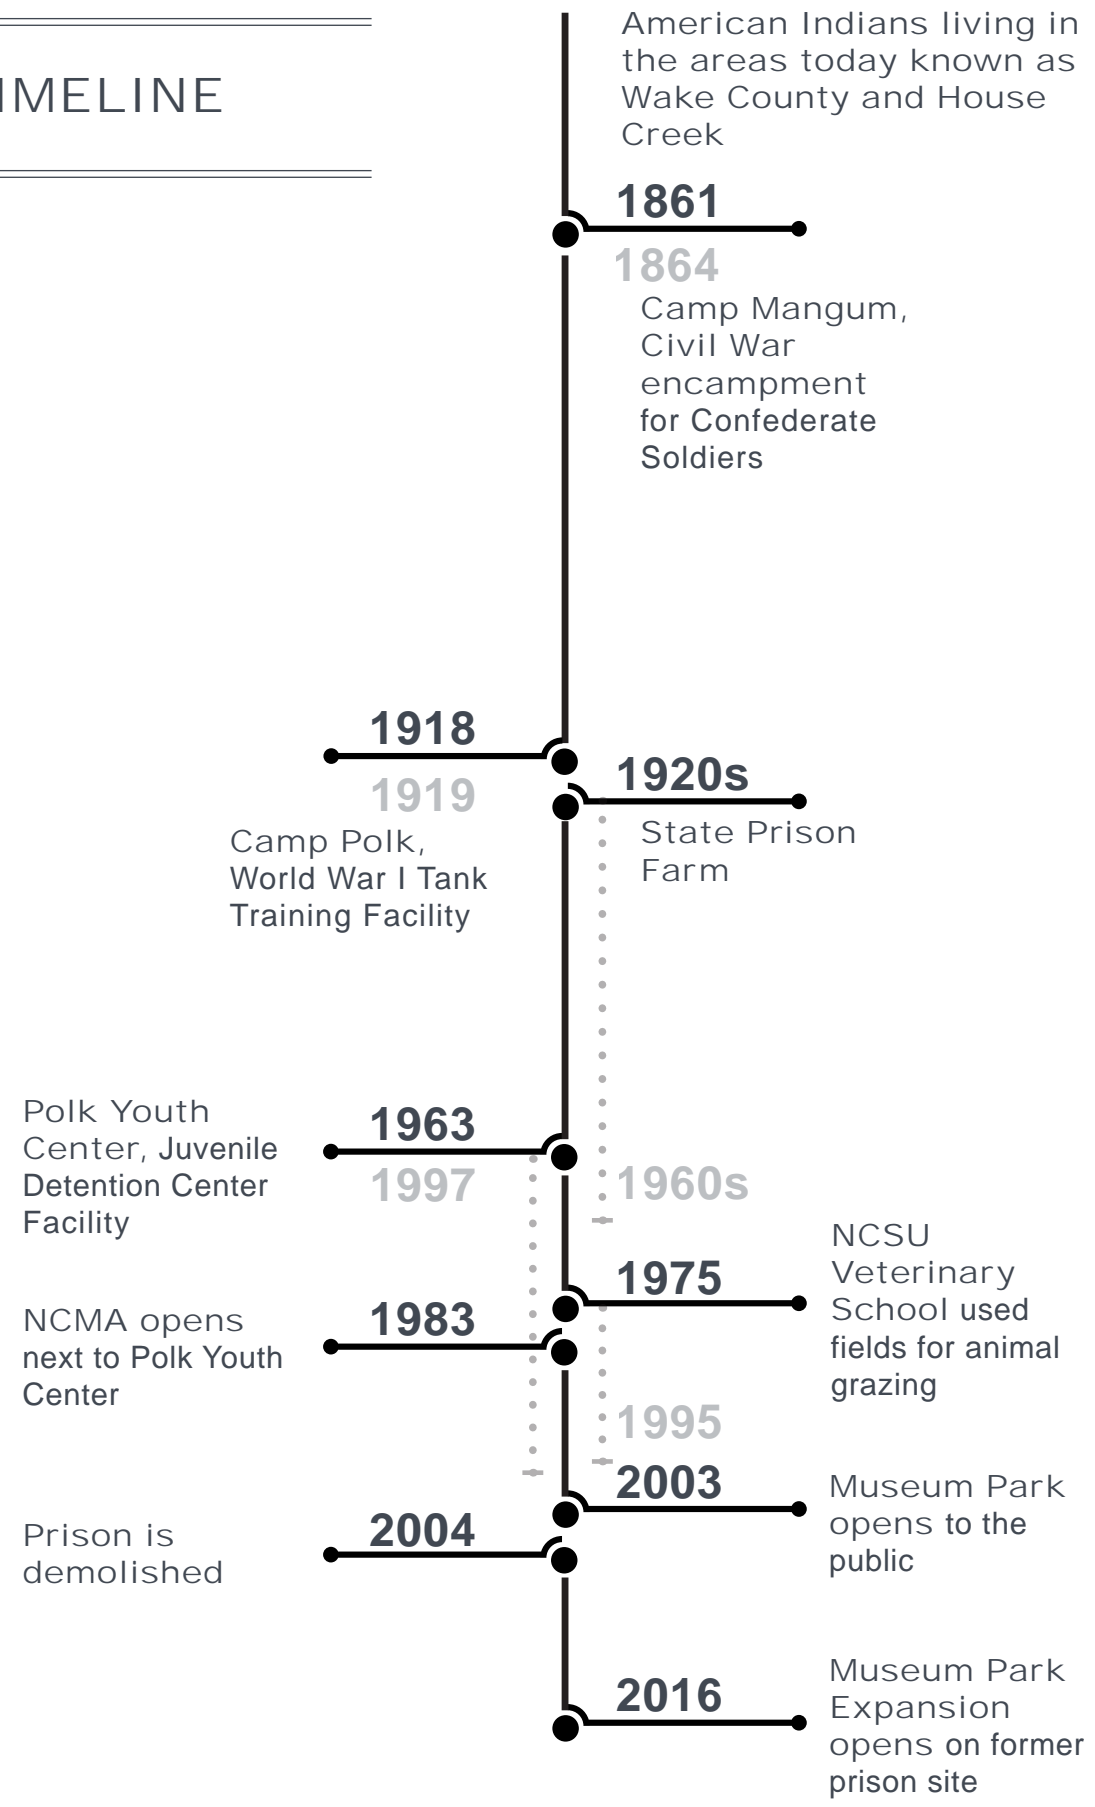 IMELINE
American Indians living in
the areas today known as
Wake County and House
Creek
1861
1864
Camp Mangum,
Civil War
encampment
for Confederate
Soldiers
1918
1919
Camp Polk,
World War I Tank
Training Facility
1920s
State Prison
Farm
1960s
Polk Youth
Center, Juvenile
Detention Center
Facility
1963
1997
1975
1995
NCSU
Veterinary
School used
fields for animal
grazing
NCMA opens
next to Polk Youth
Center
1983
2003
Museum Park
opens to the
public
Prison is
demolished
2004
2016
Museum Park
Expansion
opens on former
prison site